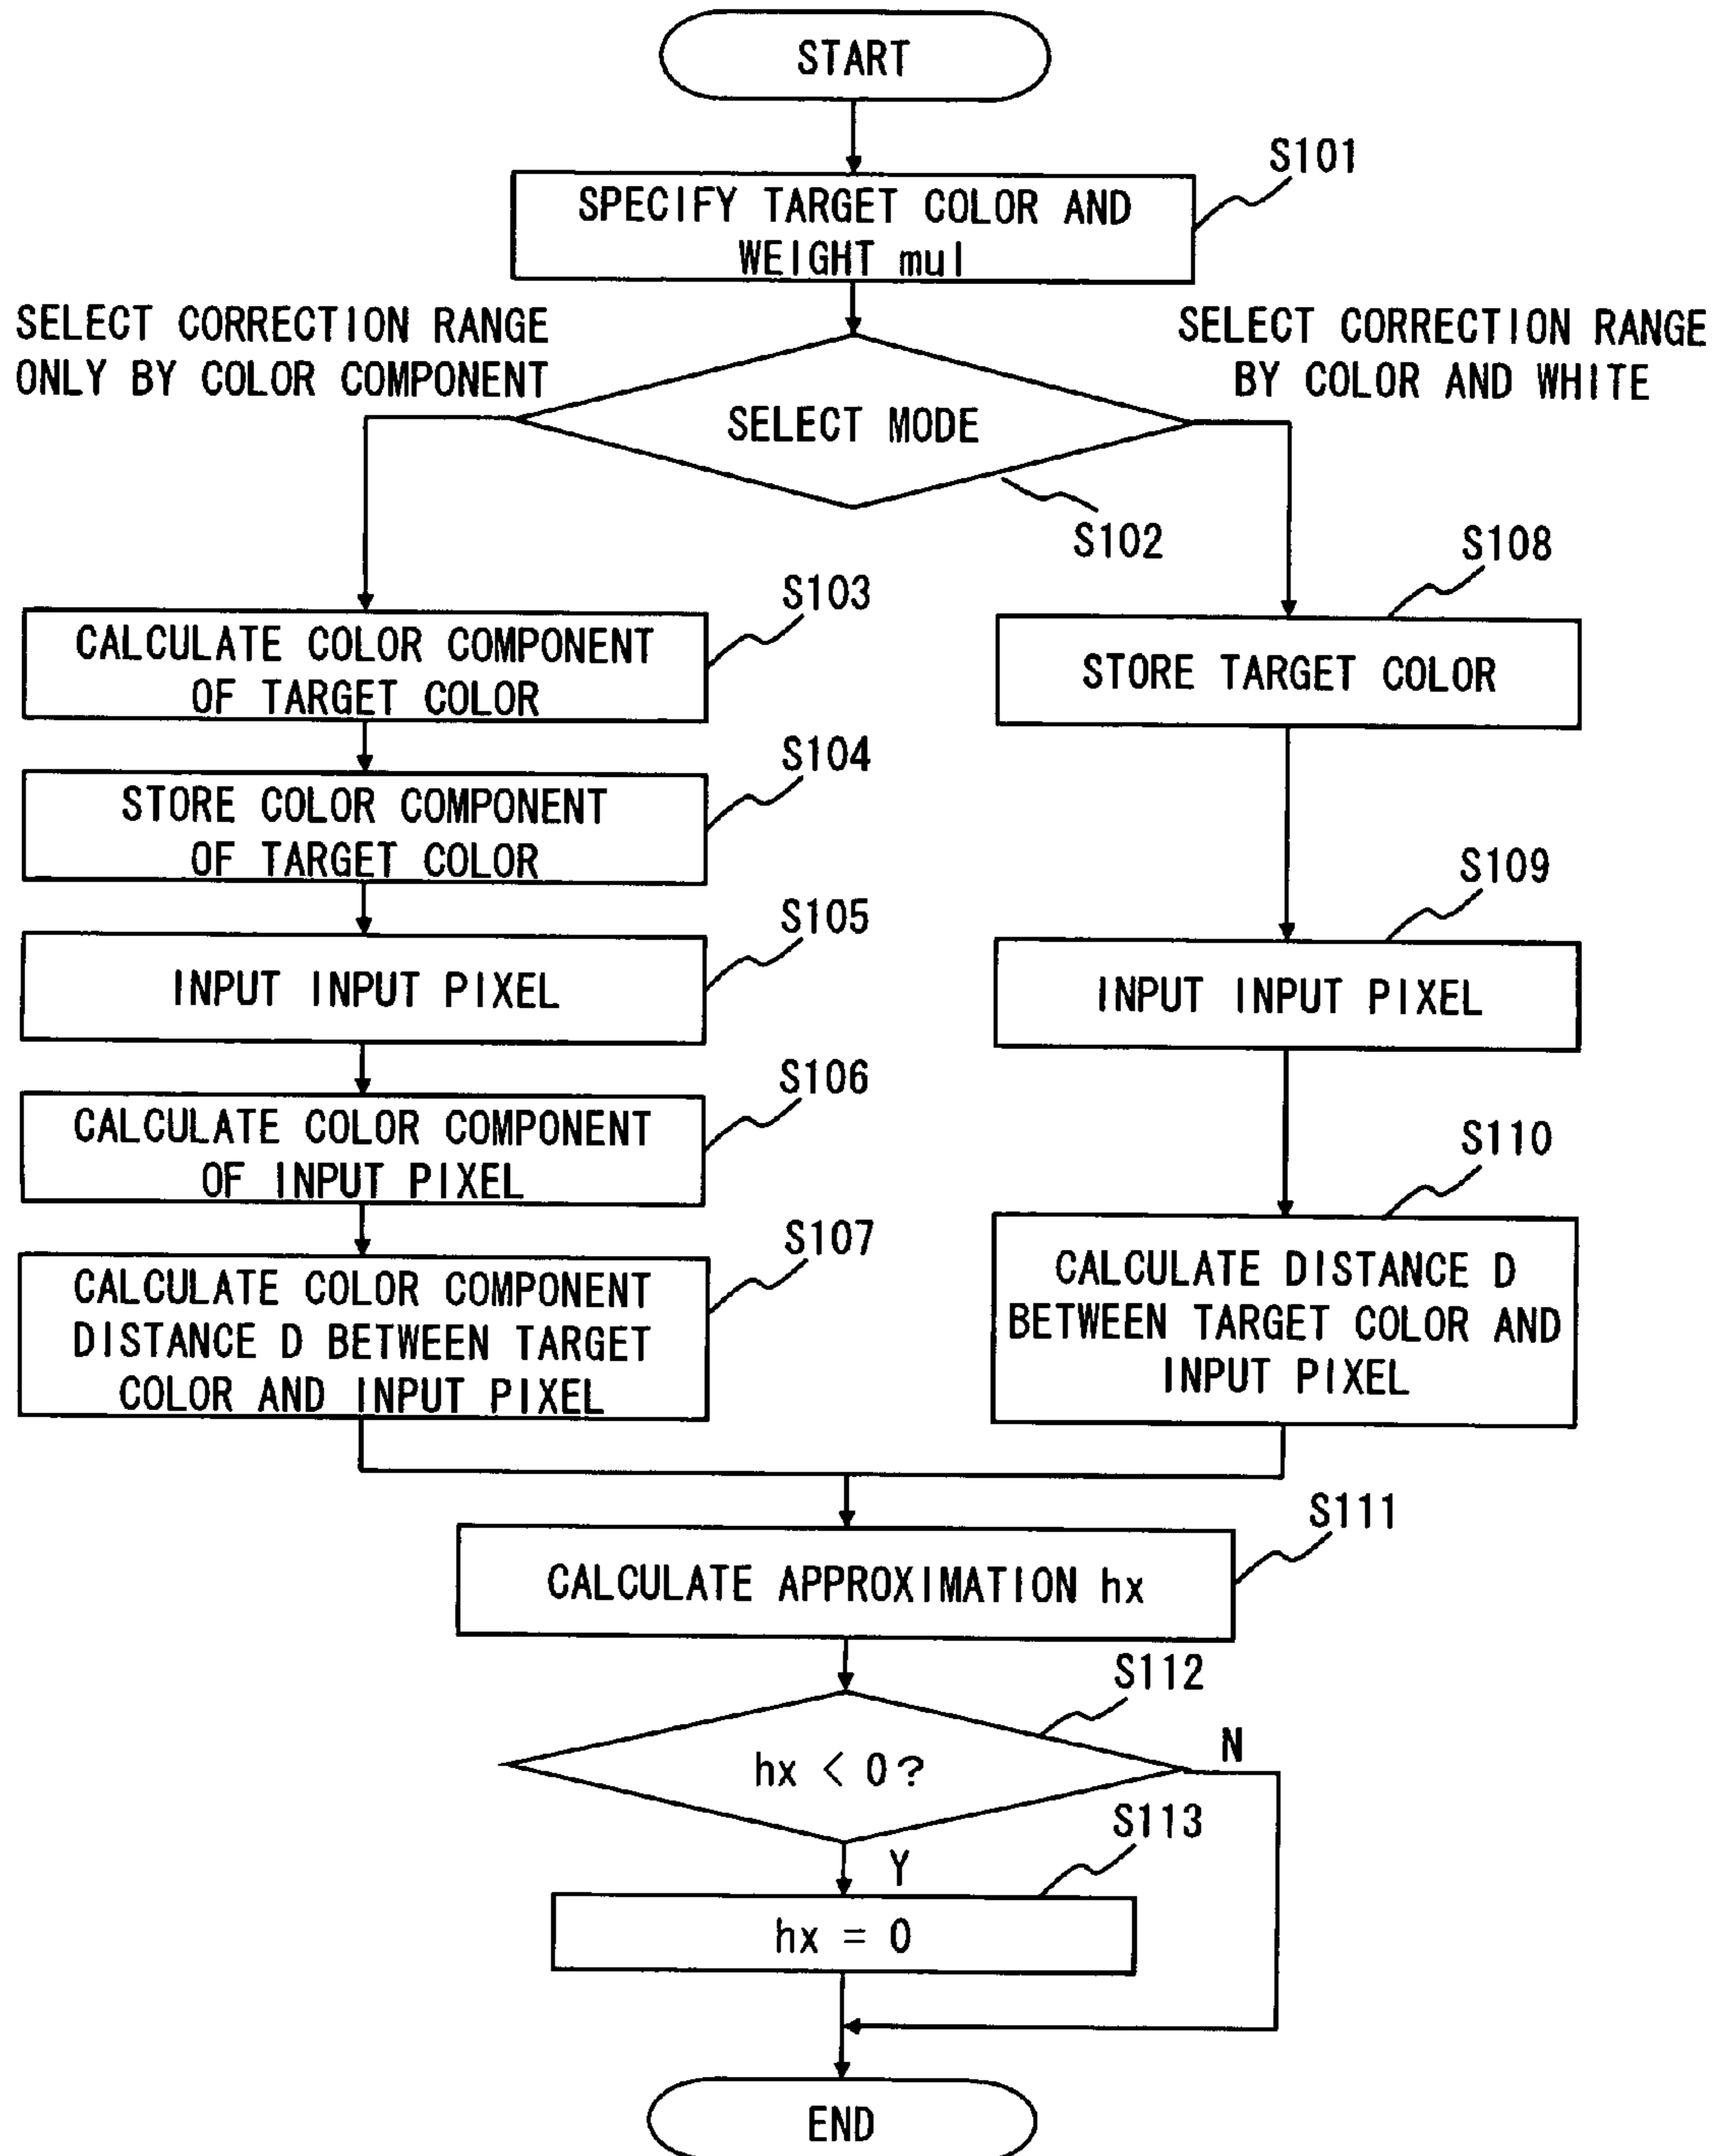 START
S101
SPECIFY TARGET COLOR AND
WEIGHT mul
SELECT CORRECTION RANGE
ONLY BY COLOR COMPONENT
SELECT CORRECTION RANGE
BY COLOR AND WHITE
SELECT MODE
S102
S103
CALCULATE COLOR COMPONENT
OF TARGET COLOR
S104
STORE COLOR COMPONENT
OF TARGET COLOR
S105
INPUT INPUT PIXEL
S106
CALCULATE COLOR COMPONENT
OF INPUT PIXEL
S107
CALCULATE COLOR COMPONENT
DISTANCE D BETWEEN TARGET
COLOR AND INPUT PIXEL
S108
STORE TARGET COLOR
S109
INPUT INPUT PIXEL
S110
CALCULATE DISTANCE D
BETWEEN TARGET COLOR AND
INPUT PIXEL
S111
CALCULATE APPROXIMATION hx
S112
hx < 0?
N
Y
S113
hx = 0
END